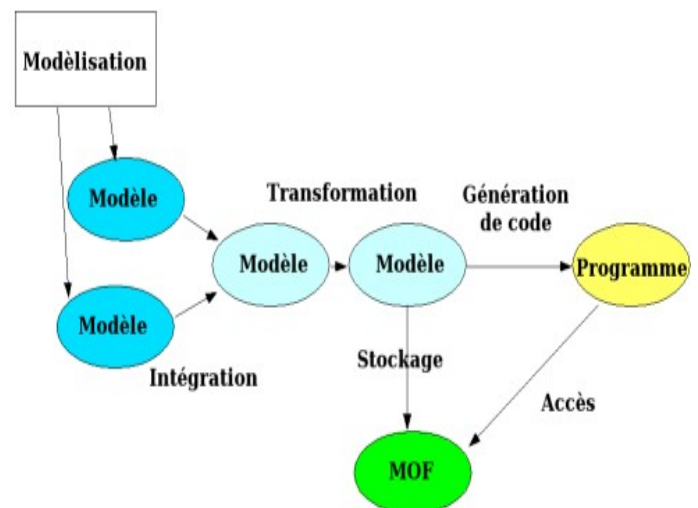 Modèlisation
Modèle
Transformation
Génération
de code
Modèle
Modèle
Programme
Modèle
Intégration
Stockage
Accès
MOF